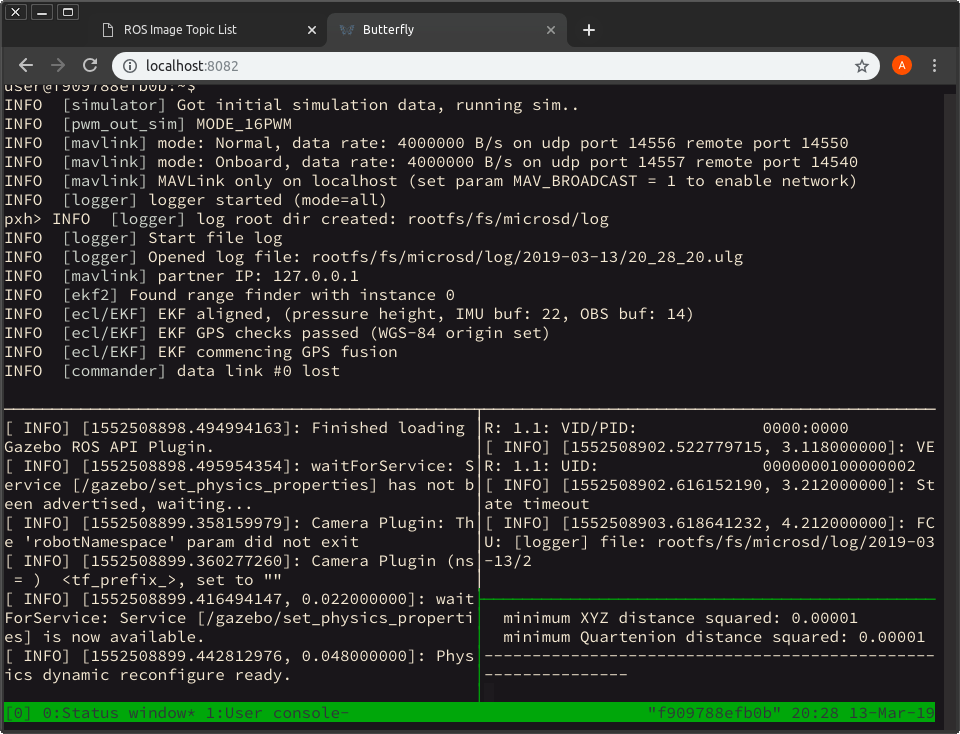 ROS Image Topic List
Butterfly
localhost:8082
A
user@f909788efb0b:~$
INFO  [simulator] Got initial simulation data, running sim..
INFO  [pwm_out_sim] MODE_16PWM
INFO  [mavlink] mode: Normal, data rate: 4000000 B/s on udp port 14556 remote port 14550
INFO  [mavlink] mode: Onboard, data rate: 4000000 B/s on udp port 14557 remote port 14540
INFO  [mavlink] MAVLink only on localhost (set param MAV_BROADCAST = 1 to enable network)
INFO  [logger] logger started (mode=all)
pxh> INFO  [logger] log root dir created: rootfs/fs/microsd/log
INFO  [logger] Start file log
INFO  [logger] Opened log file: rootfs/fs/microsd/log/2019-03-13/20_28_20.ulg
INFO  [mavlink] partner IP: 127.0.0.1
INFO  [ekf2] Found range finder with instance 0
INFO  [ecl/EKF] EKF aligned, (pressure height, IMU buf: 22, OBS buf: 14)
INFO  [ecl/EKF] EKF GPS checks passed (WGS-84 origin set)
INFO  [ecl/EKF] EKF commencing GPS fusion
INFO  [commander] data link #0 lost
[ INFO] [1552508898.494994163]: Finished loading
Gazebo ROS API Plugin.
[ INFO] [1552508898.495954354]: waitForService: S
ervice [/gazebo/set_physics_properties] has not b
een advertised, waiting...
[ INFO] [1552508899.358159979]: Camera Plugin: Th
e 'robotNamespace' param did not exit
[ INFO] [1552508899.360277260]: Camera Plugin (ns
 = )  <tf_prefix_>, set to ""
[ INFO] [1552508899.416494147, 0.022000000]: wait
ForService: Service [/gazebo/set_physics_properti
es] is now available.
[ INFO] [1552508899.442812976, 0.048000000]: Phys
ics dynamic reconfigure ready.
R: 1.1: VID/PID:             0000:0000
[ INFO] [1552508902.522779715, 3.118000000]: VE
R: 1.1: UID:                 0000000100000002
[ INFO] [1552508902.616152190, 3.212000000]: St
ate timeout
[ INFO] [1552508903.618641232, 4.212000000]: FC
U: [logger] file: rootfs/fs/microsd/log/2019-03
-13/2
minimum XYZ distance squared: 0.00001
minimum Quartenion distance squared: 0.00001
-----------------------------------------------
---------------
[0] 0:Status window* 1:User console-
"f909788efb0b" 20:28 13-Mar-19